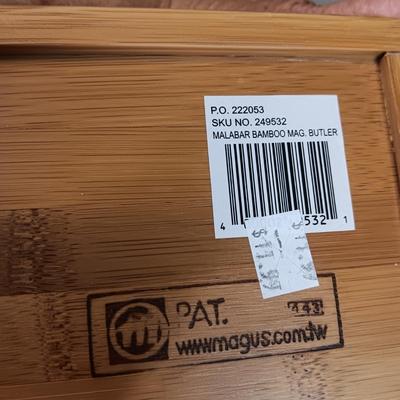 P.O. 222053
SKU NO. 249532
MALABAR BAMBOO MAG. BUTLER
4 532 1
PAT.
www.magus.com.tw